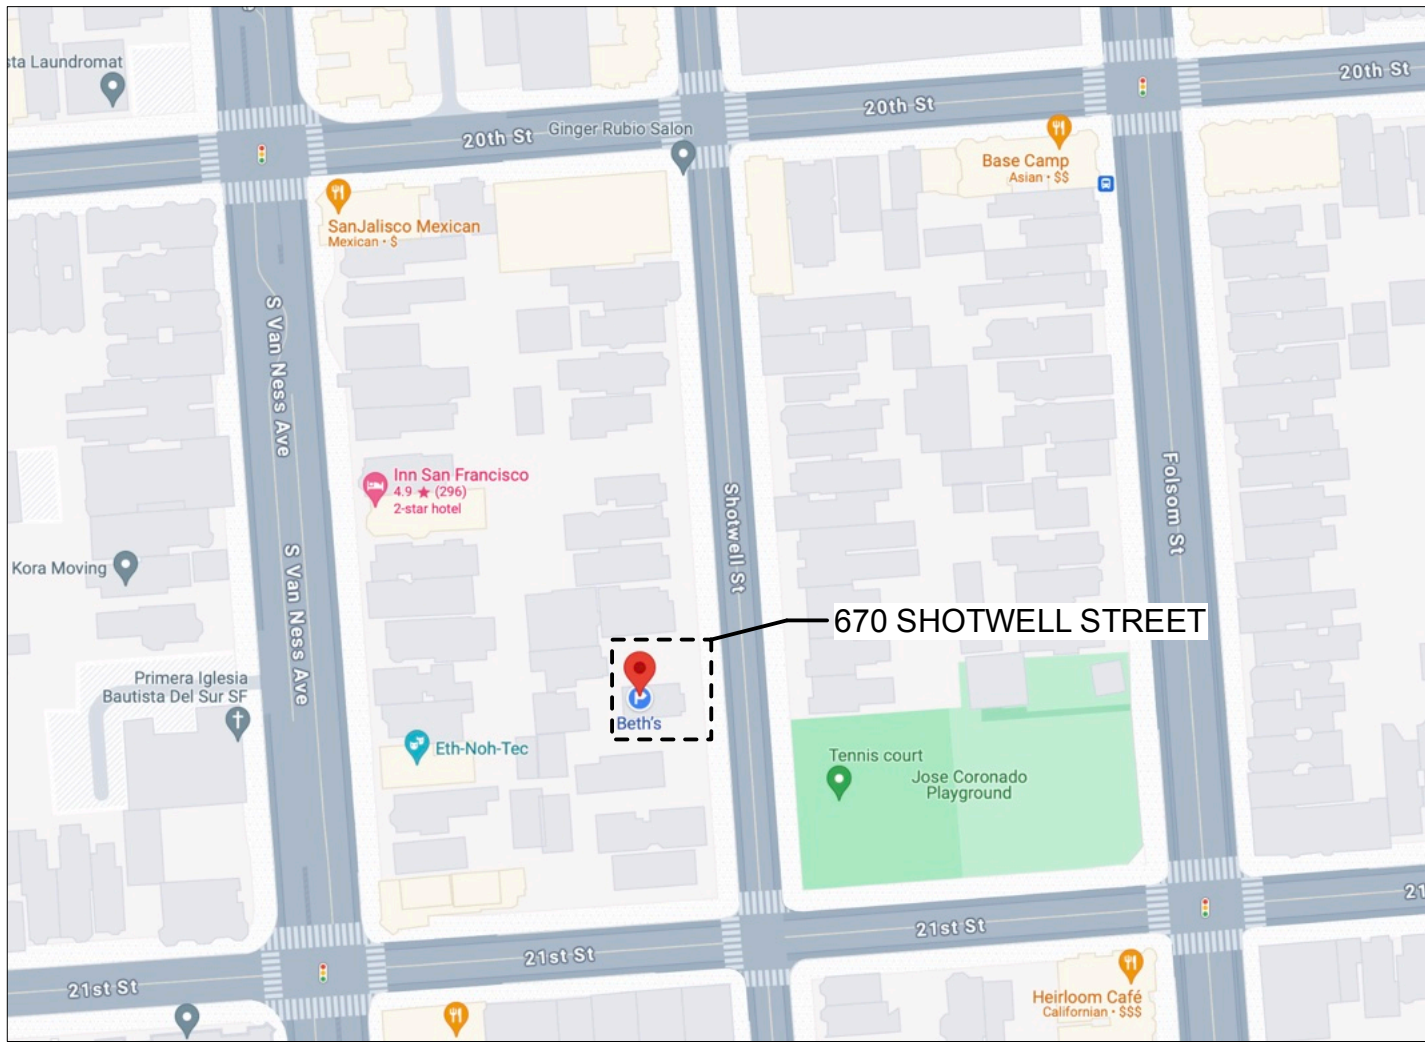 sta Laundromat
20th St
20th St
20th St
Ginger Rubio Salon
Base Camp
Asian • $$
SanJalisco Mexican
Mexican • $
S Van Ness Ave
Inn San Francisco
4.9 ★ (296)
2-star hotel
Shotwell St
Folsom St
Kora Moving
S Van Ness Ave
670 SHOTWELL STREET
Primera Iglesia
Bautista Del Sur SF
Beth's
Eth-Noh-Tec
Tennis court
Jose Coronado
Playground
21
21st St
21st St
21st St
Heirloom Café
Californian • $$$